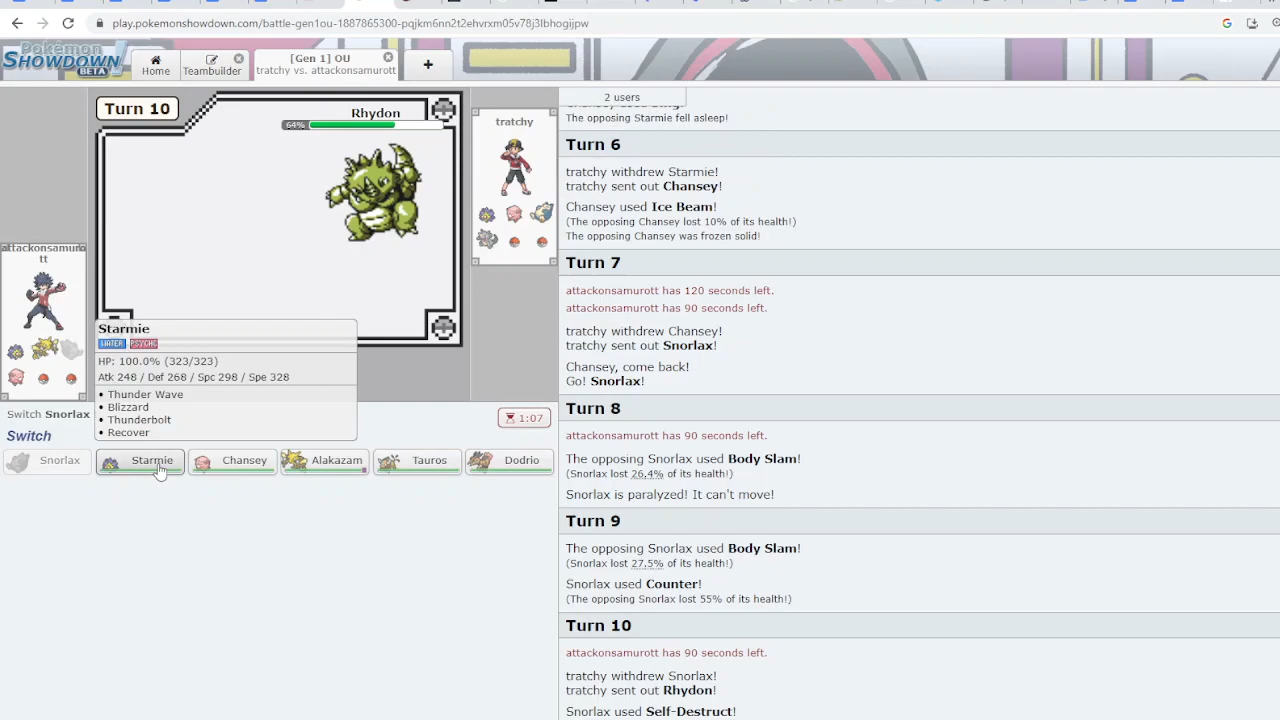 play.pokemonshowdown.com/battle-gen1ou-1887865300-pqjkm6nn2t2ehvrxm05v78j3lbhogijpw
Pokémon
SHOWDOWN!
BETA
Home
Teambuilder
[Gen 1] OU
tratchy vs. attackonsamurott
+
Turn 10
Rhydon
64%
tratchy
attackonsamuro
tt
Starmie
WATER PSYCHC
HP: 100.0% (323/323)
Atk 248 / Def 268 / Spc 298 / Spe 328
• Thunder Wave
• Blizzard
• Thunderbolt
• Recover
Switch Snorlax
1:07
Switch
Snorlax
Starmie
Chansey
Alakazam
Tauros
Dodrio
2 users
The opposing Starmie fell asleep!
Turn 6
tratchy withdrew Starmie!
tratchy sent out Chansey!
Chansey used Ice Beam!
(The opposing Chansey lost 10% of its health!)
The opposing Chansey was frozen solid!
Turn 7
attackonsamurott has 120 seconds left.
attackonsamurott has 90 seconds left.
tratchy withdrew Chansey!
tratchy sent out Snorlax!
Chansey, come back!
Go! Snorlax!
Turn 8
attackonsamurott has 90 seconds left.
The opposing Snorlax used Body Slam!
(Snorlax lost 26.4% of its health!)
Snorlax is paralyzed! It can't move!
Turn 9
The opposing Snorlax used Body Slam!
(Snorlax lost 27.5% of its health!)
Snorlax used Counter!
(The opposing Snorlax lost 55% of its health!)
Turn 10
attackonsamurott has 90 seconds left.
tratchy withdrew Snorlax!
tratchy sent out Rhydon!
Snorlax used Self-Destruct!